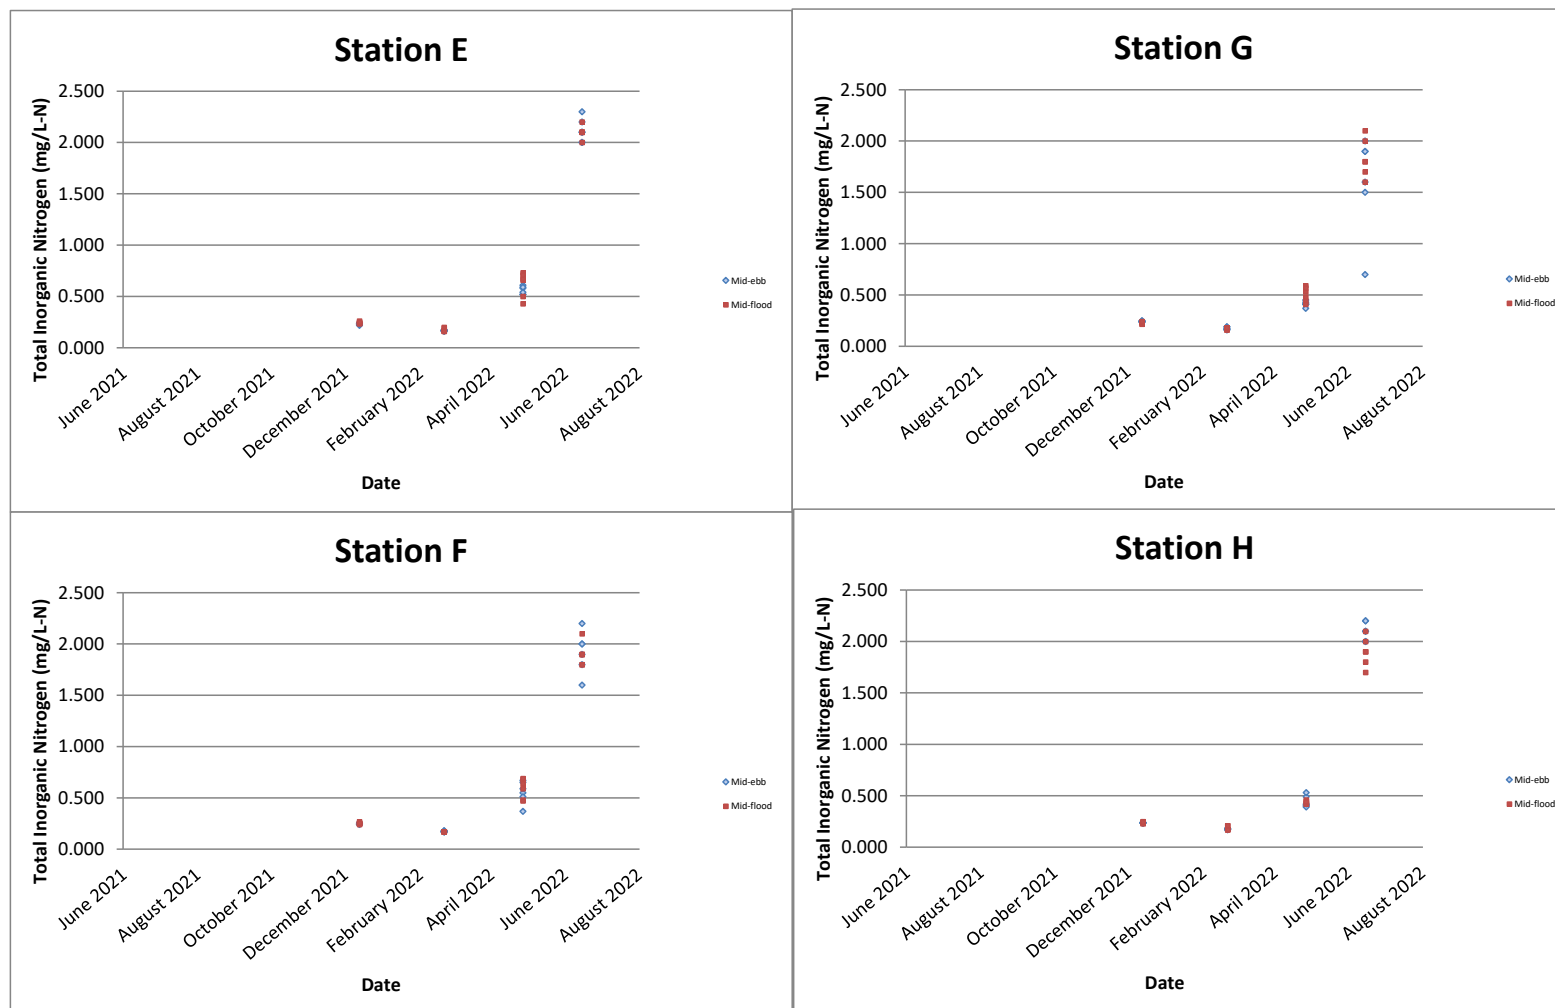 Station E
Total Inorganic Nitrogen (mg/L-N)
2.500
2.000
1.500
1.000
0.500
0.000
June 2021
August 2021
October 2021
December 2021
February 2022
April 2022
June 2022
August 2022
Date
Mid-ebb
Mid-flood
Station G
Total Inorganic Nitrogen (mg/L-N)
2.500
2.000
1.500
1.000
0.500
0.000
June 2021
August 2021
October 2021
December 2021
February 2022
April 2022
June 2022
August 2022
Date
Mid-ebb
Mid-flood
Station F
Total Inorganic Nitrogen (mg/L-N)
2.500
2.000
1.500
1.000
0.500
0.000
June 2021
August 2021
October 2021
December 2021
February 2022
April 2022
June 2022
August 2022
Date
Mid-ebb
Mid-flood
Station H
Total Inorganic Nitrogen (mg/L-N)
2.500
2.000
1.500
1.000
0.500
0.000
June 2021
August 2021
October 2021
December 2021
February 2022
April 2022
June 2022
August 2022
Date
Mid-ebb
Mid-flood